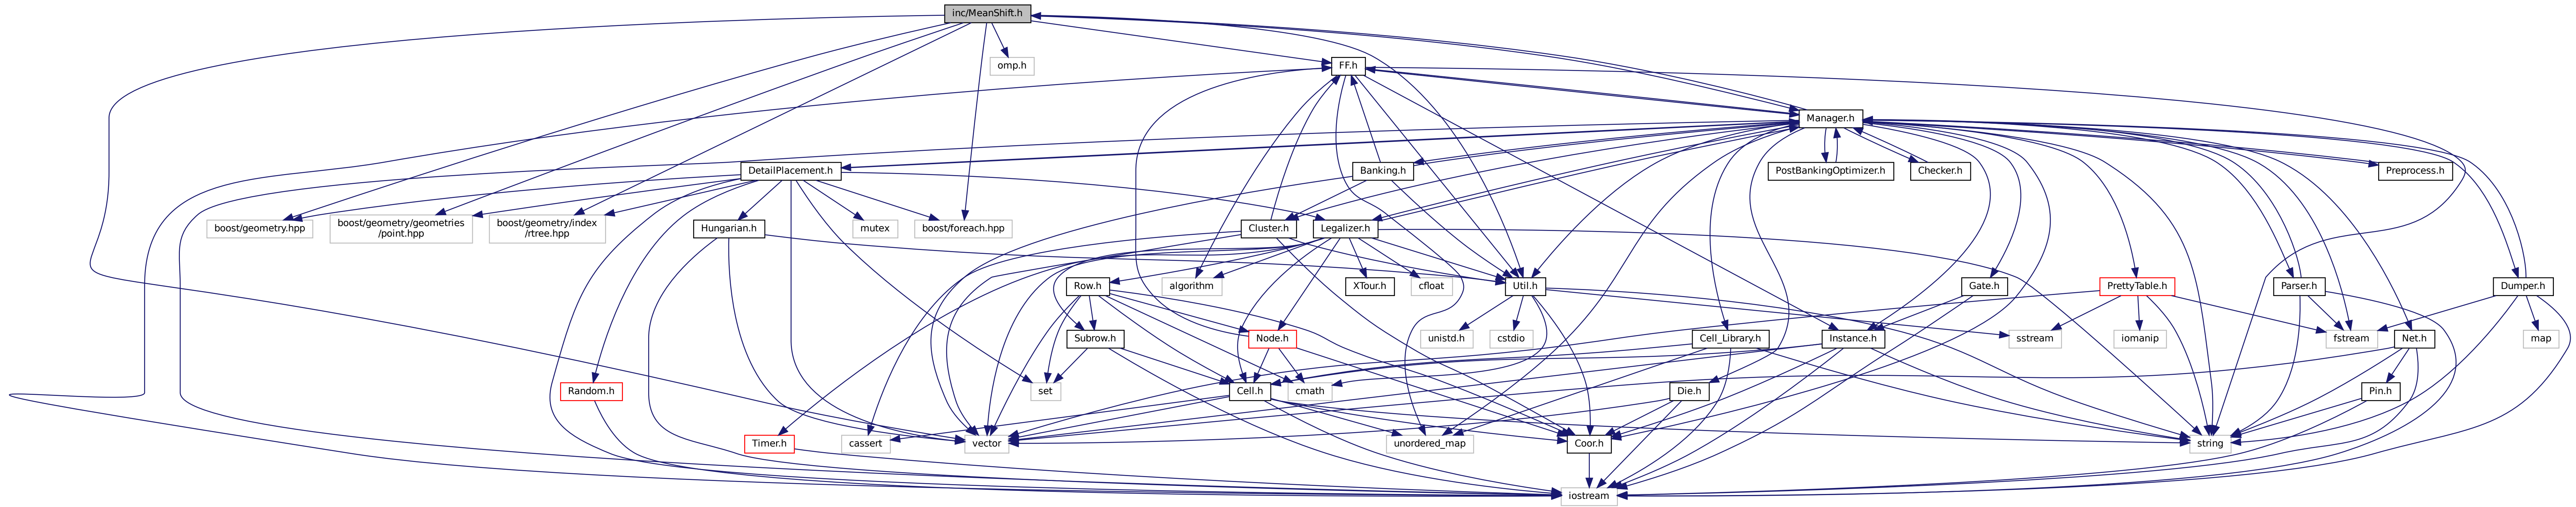 inc/MeanShift.h
omp.h
FF.h
Manager.h
DetailPlacement.h
Banking.h
PostBankingOptimizer.h
Checker.h
Preprocess.h
boost/geometry.hpp
boost/geometry/geometries
/point.hpp
boost/geometry/index
/rtree.hpp
Hungarian.h
mutex
boost/foreach.hpp
Cluster.h
Legalizer.h
Row.h
algorithm
XTour.h
cfloat
Util.h
Gate.h
PrettyTable.h
Parser.h
Dumper.h
Subrow.h
Node.h
unistd.h
cstdio
Cell_Library.h
Instance.h
sstream
iomanip
fstream
Net.h
map
Random.h
set
Cell.h
cmath
Die.h
Pin.h
Timer.h
cassert
vector
unordered_map
Coor.h
string
iostream